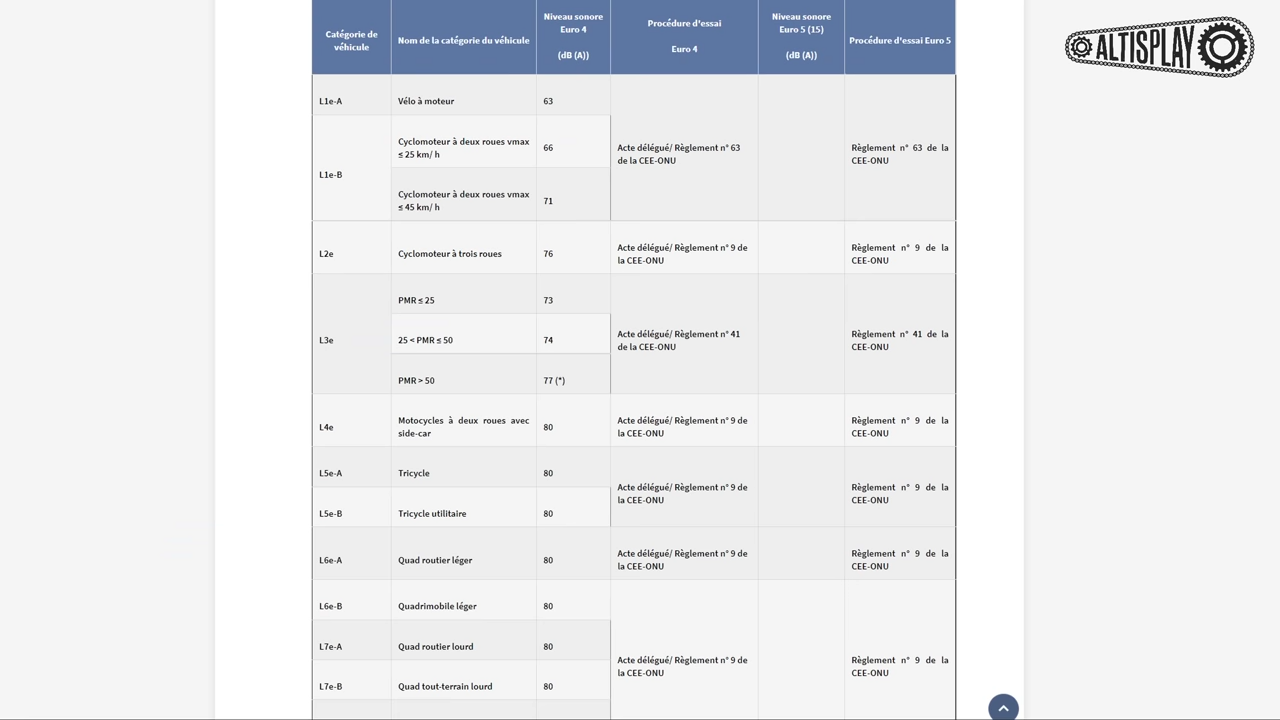 ALTISPLAY
Catégorie de
véhicule
Nom de la catégorie du véhicule
Niveau sonore
Euro 4
(dB (A))
Procédure d'essai
Euro 4
Niveau sonore
Euro 5 (15)
(dB (A))
Procédure d'essai Euro 5
L1e-A
Vélo à moteur
63
Acte délégué/ Règlement n° 63
de la CEE-ONU
Règlement n° 63 de la
CEE-ONU
L1e-B
Cyclomoteur à deux roues vmax
≤ 25 km/ h
66
Cyclomoteur à deux roues vmax
≤ 45 km/ h
71
L2e
Cyclomoteur à trois roues
76
Acte délégué/ Règlement n° 9 de
la CEE-ONU
Règlement n° 9 de la
CEE-ONU
L3e
PMR ≤ 25
73
Acte délégué/ Règlement n° 41
de la CEE-ONU
Règlement n° 41 de la
CEE-ONU
25 < PMR ≤ 50
74
PMR > 50
77 (*)
L4e
Motocycles à deux roues avec
side-car
80
Acte délégué/ Règlement n° 9 de
la CEE-ONU
Règlement n° 9 de la
CEE-ONU
L5e-A
Tricycle
80
Acte délégué/ Règlement n° 9 de
la CEE-ONU
Règlement n° 9 de la
CEE-ONU
L5e-B
Tricycle utilitaire
80
L6e-A
Quad routier léger
80
Acte délégué/ Règlement n° 9 de
la CEE-ONU
Règlement n° 9 de la
CEE-ONU
L6e-B
Quadrimobile léger
80
Acte délégué/ Règlement n° 9 de
la CEE-ONU
Règlement n° 9 de la
CEE-ONU
L7e-A
Quad routier lourd
80
L7e-B
Quad tout-terrain lourd
80